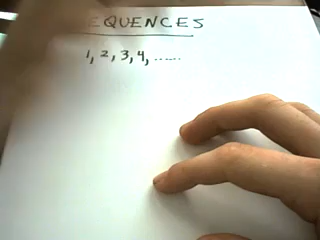 EQUENCES
1, 2, 3, 4, ......